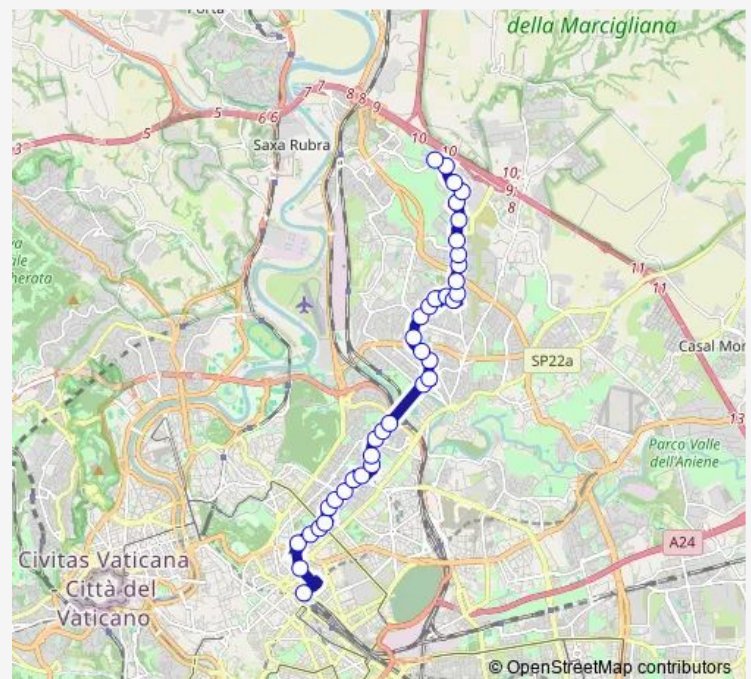 Porta
della Marcigliana
7
8 8 9
5
6 6
7
5
3
Saxa Rubra
10
10
10,
9,
8
11
11
Casal Mor
SP22a
13
Parco Valle
dell'Aniene
A24
Civitas Vaticana
Città del
Vaticano
© OpenStreetMap contributors